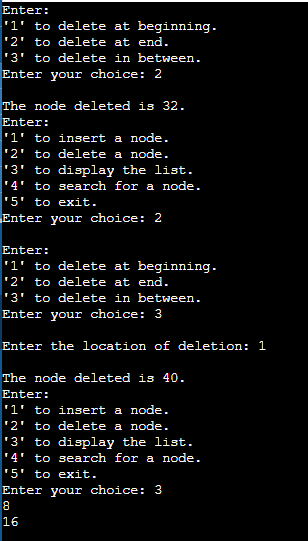 Enter:
'1' to delete at beginning.
'2' to delete at end.
'3' to delete in between.
Enter your choice: 2

The node deleted is 32.
Enter:
'1' to insert a node.
'2' to delete a node.
'3' to display the list.
'4' to search for a node.
'5' to exit.
Enter your choice: 2

Enter:
'1' to delete at beginning.
'2' to delete at end.
'3' to delete in between.
Enter your choice: 3

Enter the location of deletion: 1

The node deleted is 40.
Enter:
'1' to insert a node.
'2' to delete a node.
'3' to display the list.
'4' to search for a node.
'5' to exit.
Enter your choice: 3
8
16